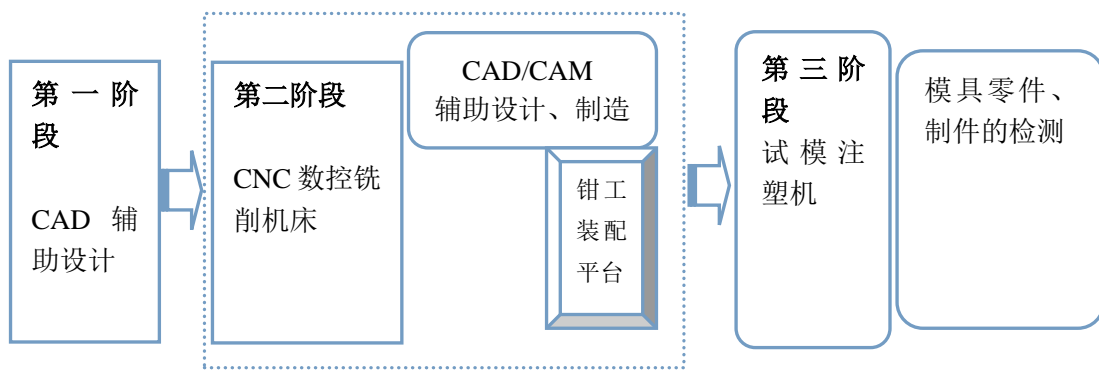 第一阶
段
CAD 辅
助设计
第二阶段
CNC 数控铣
削机床
CAD/CAM
辅助设计、制造
钳工
装配
平台
第三阶
段
试模注
塑机
模具零件、
制件的检测